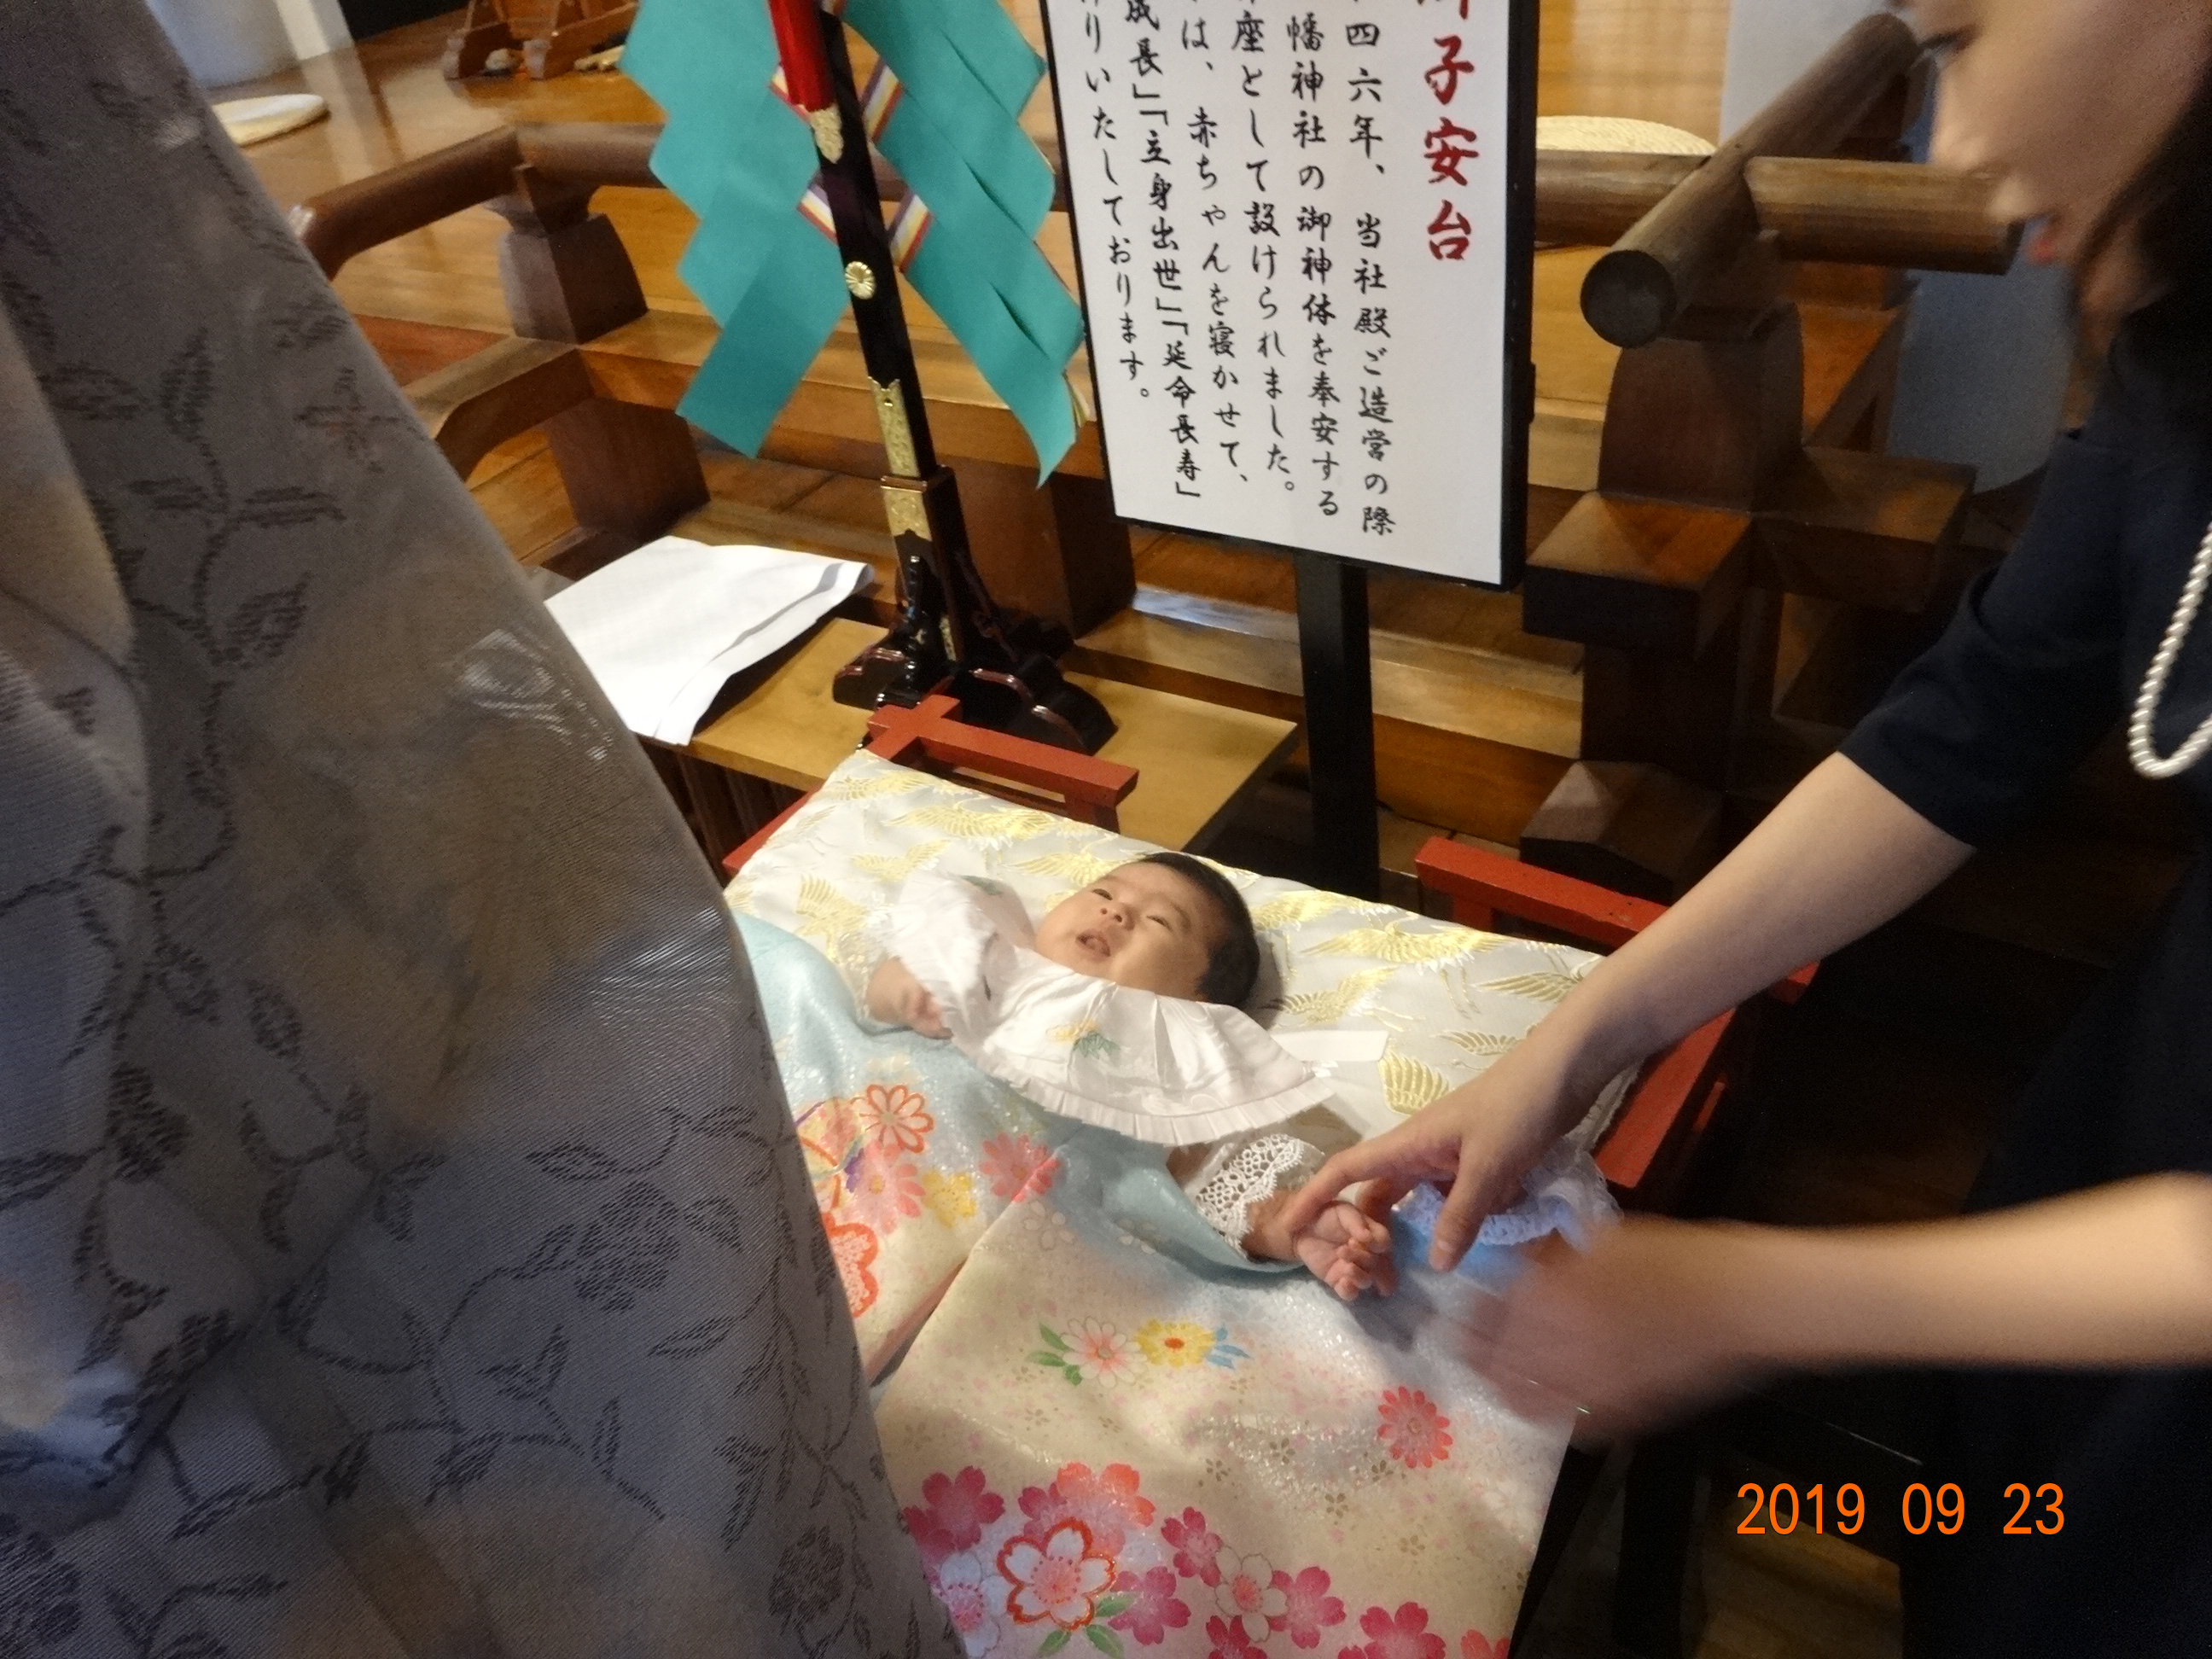 子安台
四六年、当社殿ご造営の際
幡神社の御神体を奉安する
座として設けられました。
は、赤ちゃんを寝かせて、
成長」「立身出世」「延命長寿」
りいたしております。
2019 09 23